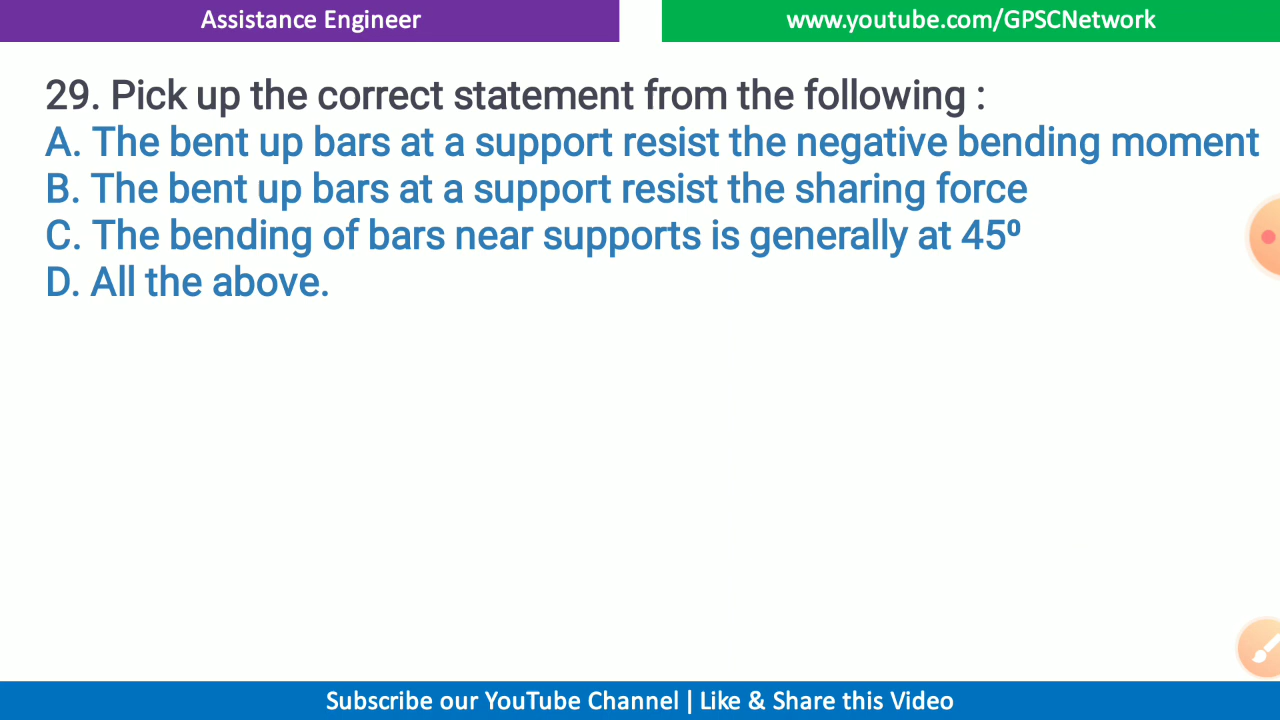 Assistance Engineer
www.youtube.com/GPSCNetwork
29. Pick up the correct statement from the following :
A. The bent up bars at a support resist the negative bending moment
B. The bent up bars at a support resist the sharing force
C. The bending of bars near supports is generally at 45⁰
D. All the above.
Subscribe our YouTube Channel | Like & Share this Video